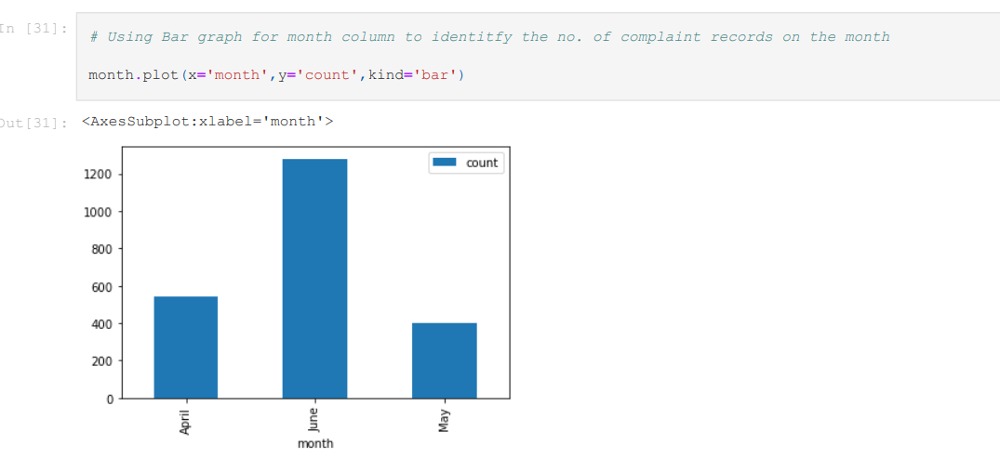 In [31]:
# Using Bar graph for month column to identitfy the no. of complaint records on the month
month.plot(x='month',y='count',kind='bar')
Out[31]: <AxesSubplot:xlabel='month'>
count
1200
1000
800
600
400
200
0
April
June
May
month